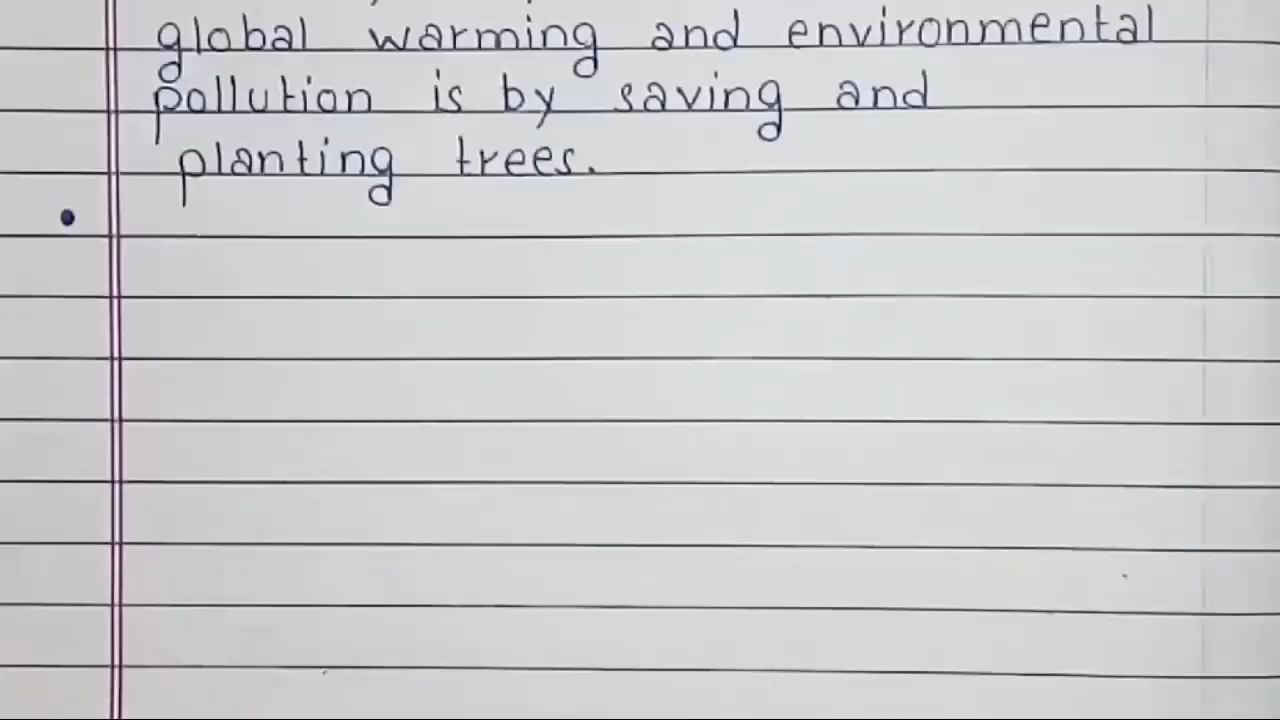 global warming and environmental
pollution is by saving and
planting trees.
•